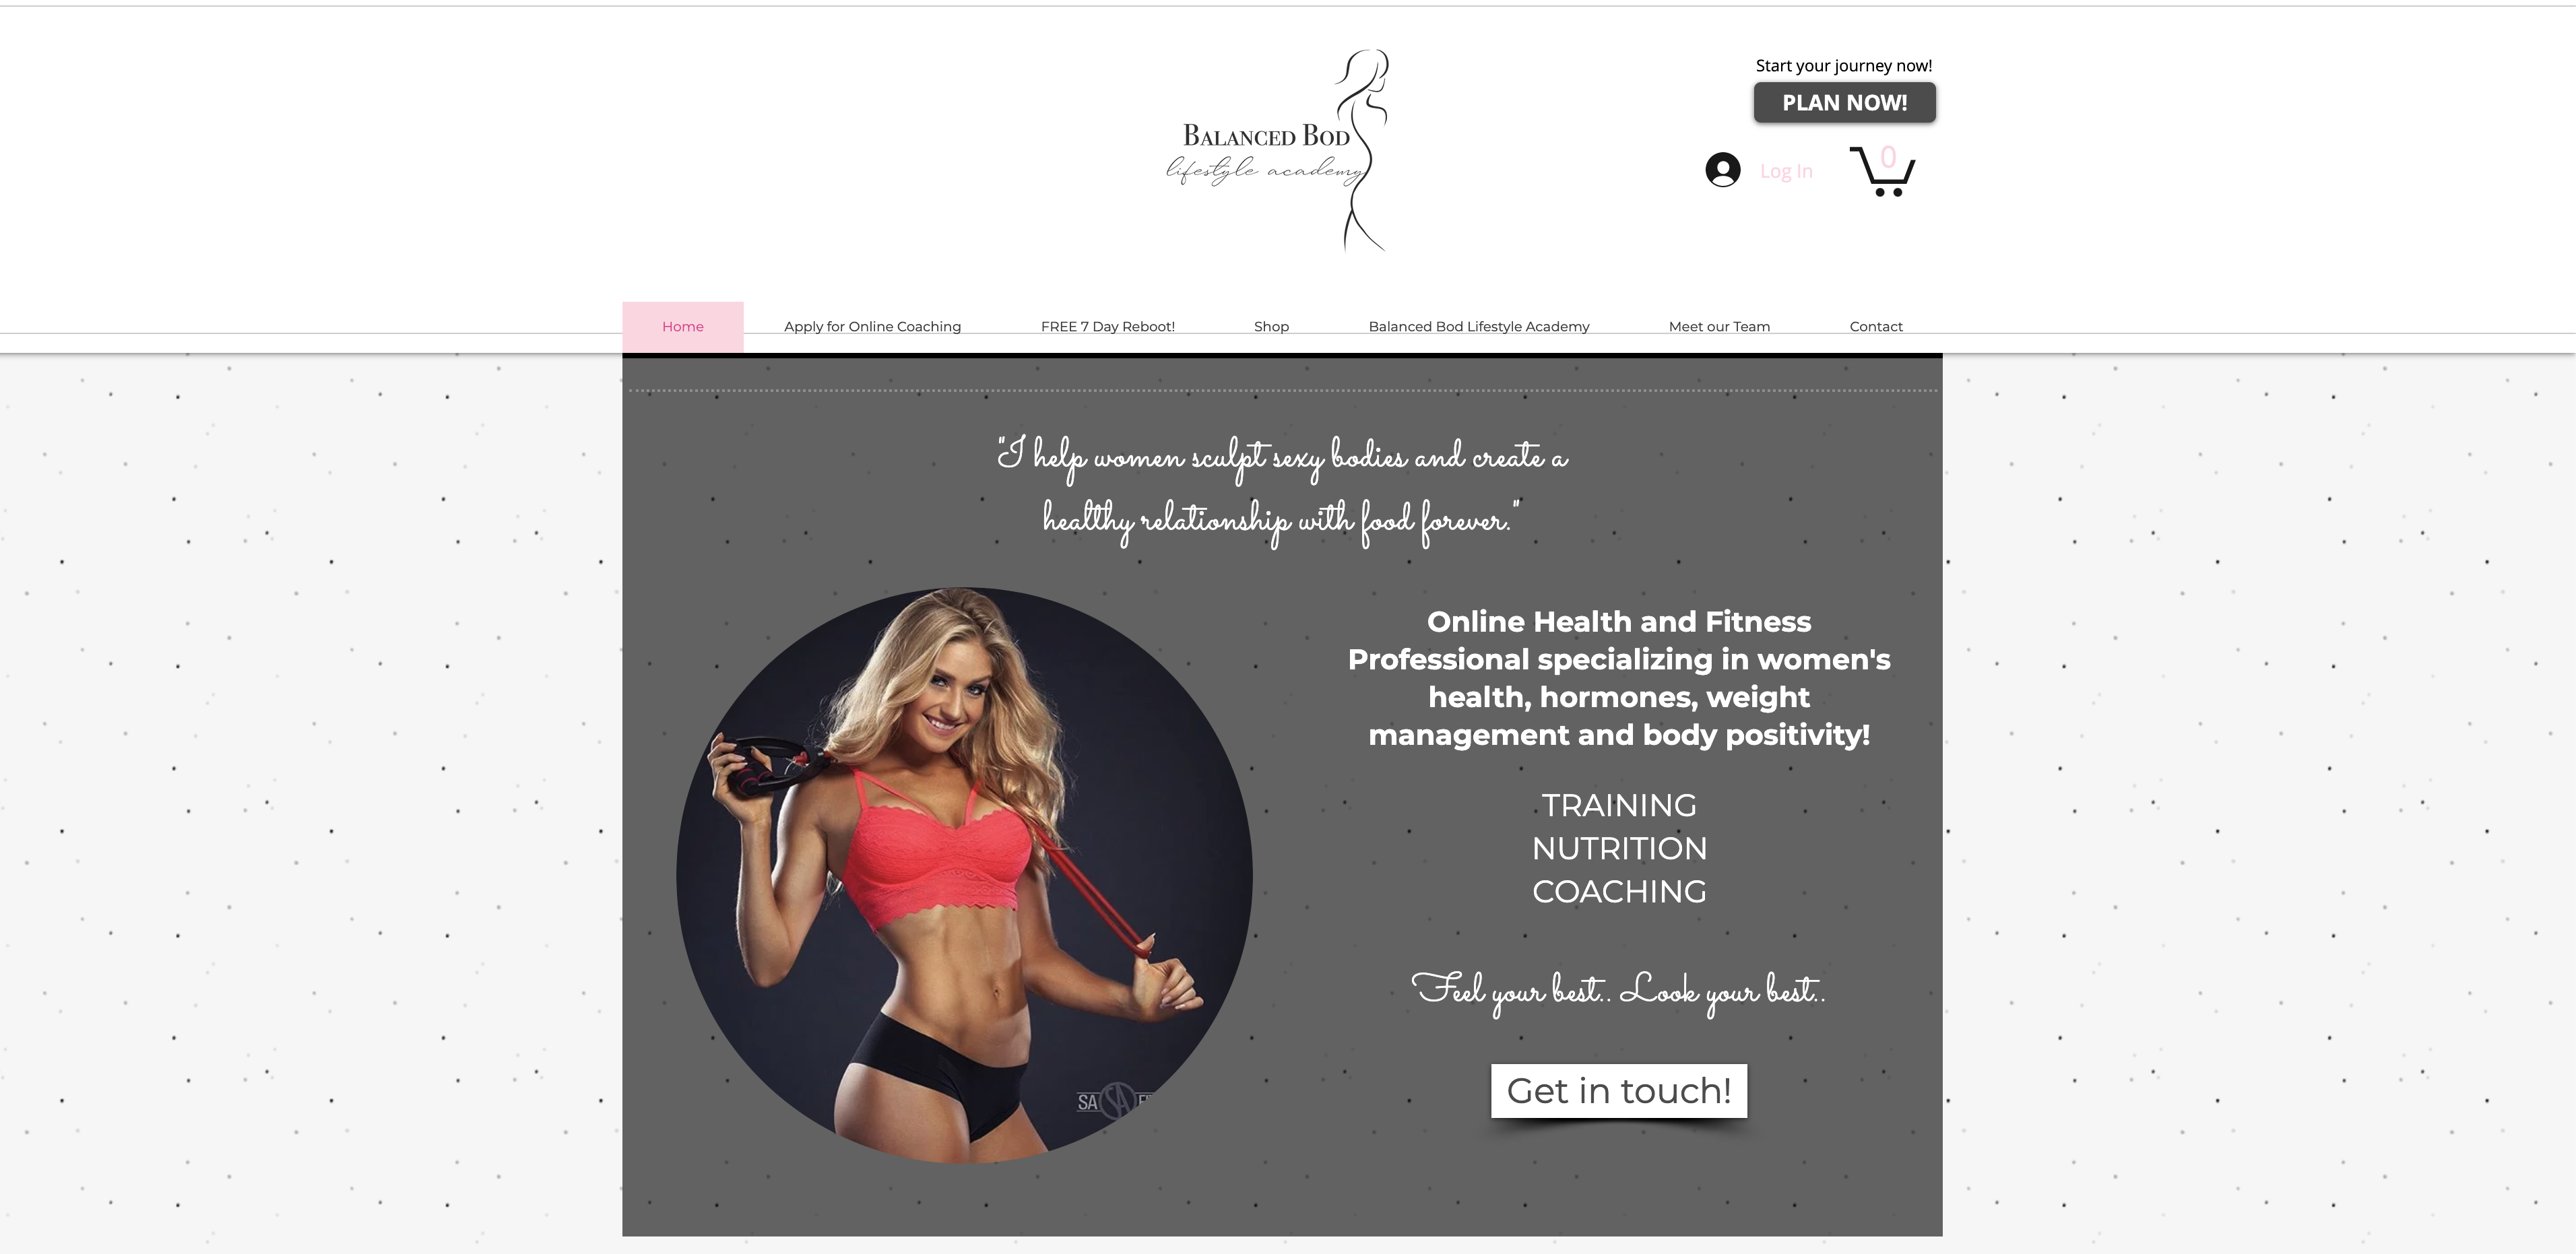 BALANCED BOD
lifestyle academy
Start your journey now!
PLAN NOW!
Log In
0
Home
Apply for Online Coaching
FREE 7 Day Reboot!
Shop
Balanced Bod Lifestyle Academy
Meet our Team
Contact
"I help women sculpt sexy bodies and create a
healthy relationship with food forever."
Online Health and Fitness
Professional specializing in women's
health, hormones, weight
management and body positivity!
TRAINING
NUTRITION
COACHING
Feel your best.. Look your best..
Get in touch!
SA SA